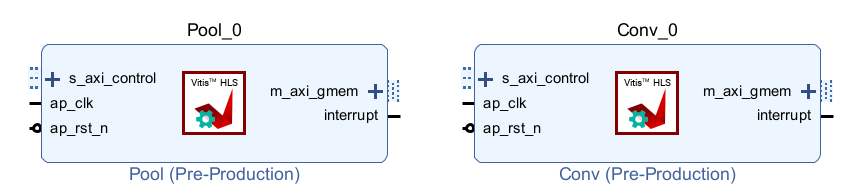 Pool_0
s_axi_control
ap_clk
ap_rst_n
Vitis™ HLS
m_axi_gmem
interrupt
Pool (Pre-Production)
Conv_0
s_axi_control
ap_clk
ap_rst_n
Vitis™ HLS
m_axi_gmem
interrupt
Conv (Pre-Production)